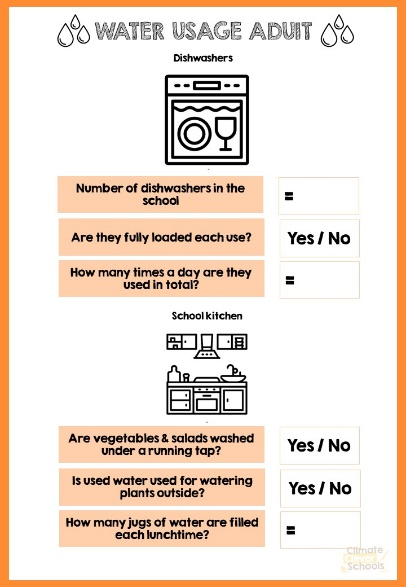 WATER USAGE ADUIT
Dishwashers
Number of dishwashers in the
school
=
Are they fully loaded each use?
Yes / No
How many times a day are they
used in total?
=
School kitchen
Are vegetables & salads washed
under a running tap?
Yes / No
Is used water used for watering
plants outside?
Yes / No
How many jugs of water are filled
each lunchtime?
=
Climate
Schools